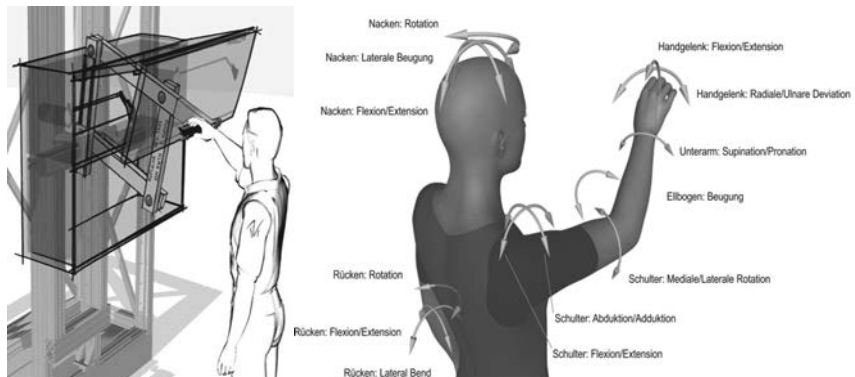 Nacken: Rotation
Nacken: Laterale Beugung
Nacken: Flexion/Extension
Handgelenk: Flexion/Extension
Handgelenk: Radiale/Ulnare Deviation
Unterarm: Supination/Pronation
Ellbogen: Beugung
Schulter: Mediale/Laterale Rotation
Schulter: Abduktion/Adduktion
Schulter: Flexion/Extension
Rücken: Rotation
Rücken: Flexion/Extension
Rücken: Lateral Bend